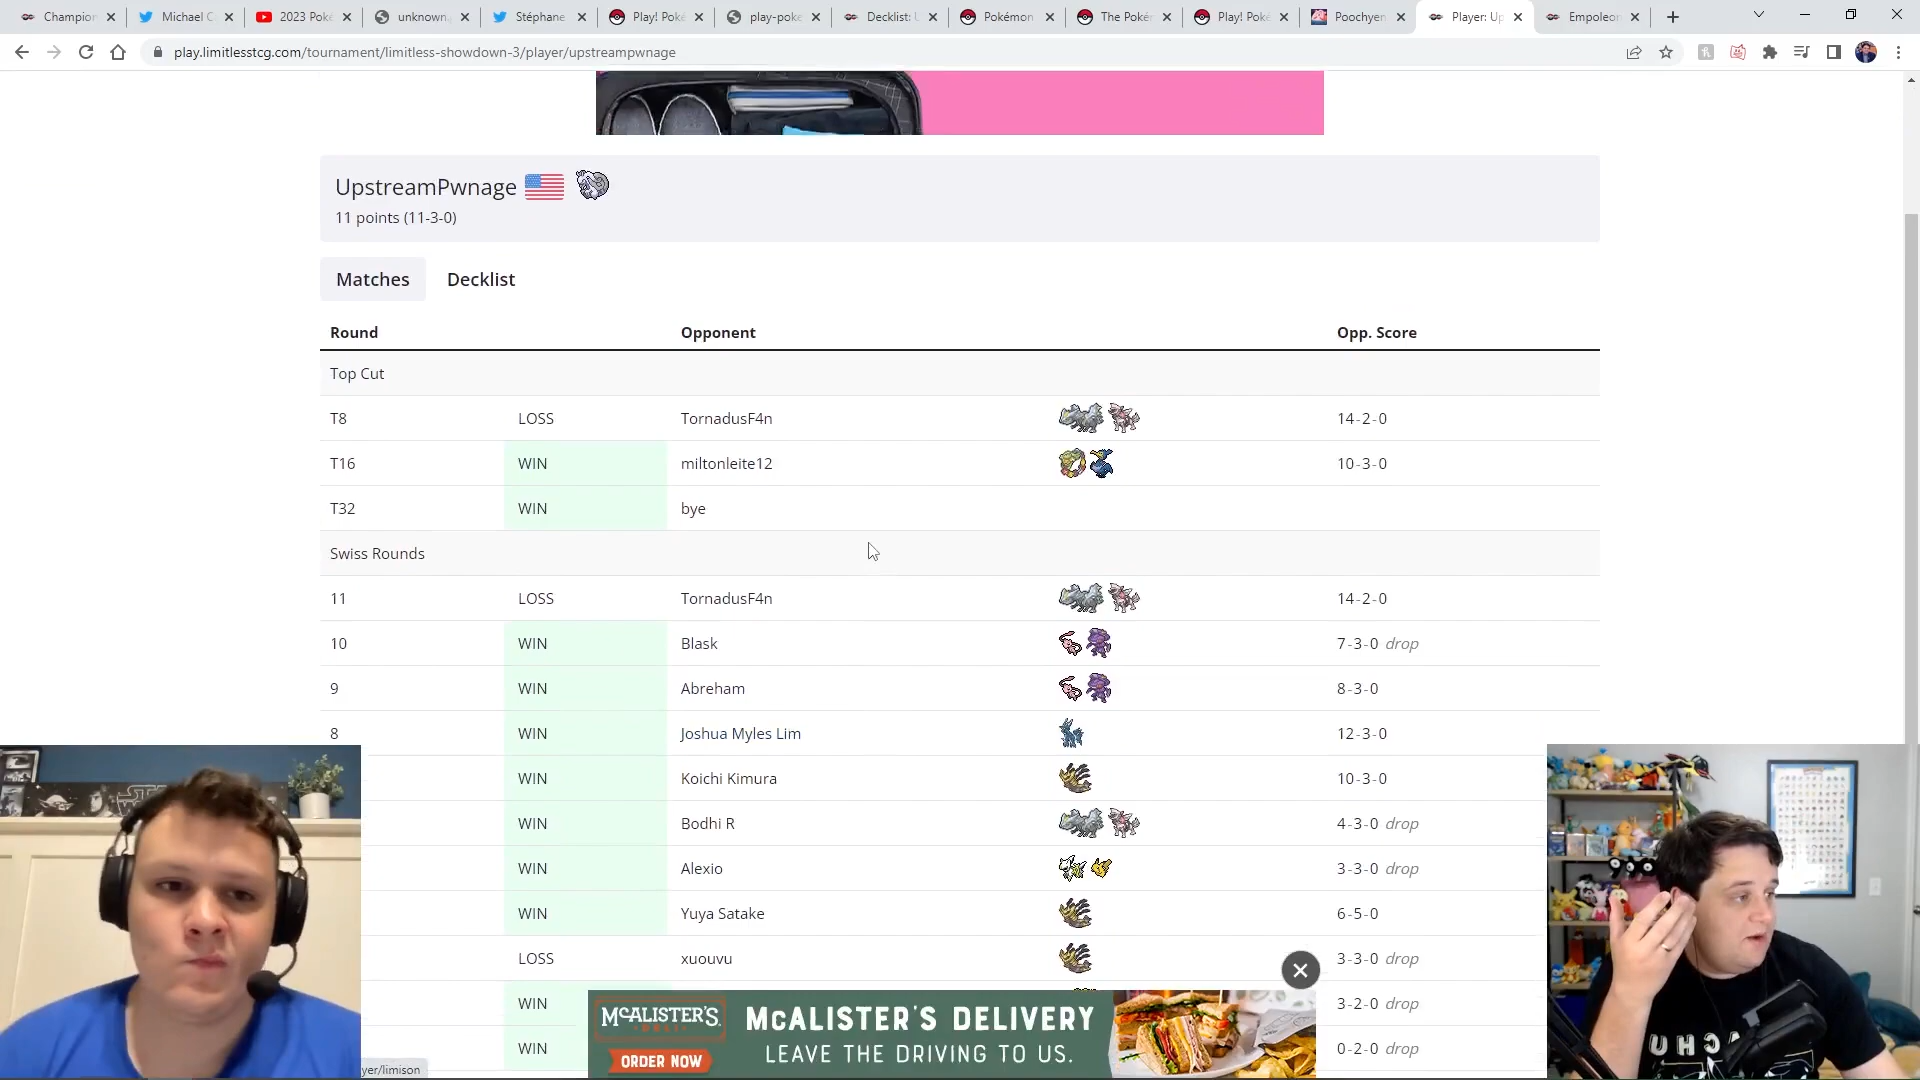 Champion
Michael C
2023 Poké
unknown.
Stéphane
Play! Poké
play-poke
Decklist: U
Pokémon
The Pokér
Play! Poké
Poochyen
Player: Up
Empoleon
play.limitlesstcg.com/tournament/limitless-showdown-3/player/upstreampwnage
UpstreamPwnage
11 points (11-3-0)
Matches Decklist
Round Opponent Opp. Score
Top Cut
T8 LOSS TornadusF4n 14-2-0
T16 WIN miltonleite12 10-3-0
T32 WIN bye
Swiss Rounds
11 LOSS TornadusF4n 14-2-0
10 WIN Blask 7-3-0 drop
9 WIN Abreham 8-3-0
8 WIN Joshua Myles Lim 12-3-0
WIN Koichi Kimura 10-3-0
WIN Bodhi R 4-3-0 drop
WIN Alexio 3-3-0 drop
WIN Yuya Satake 6-5-0
LOSS xuouvu 3-3-0 drop
WIN 3-2-0 drop
WIN 0-2-0 drop
McALISTER'S
DELI
ORDER NOW
McALISTER'S DELIVERY
LEAVE THE DRIVING TO US.
yer/limison